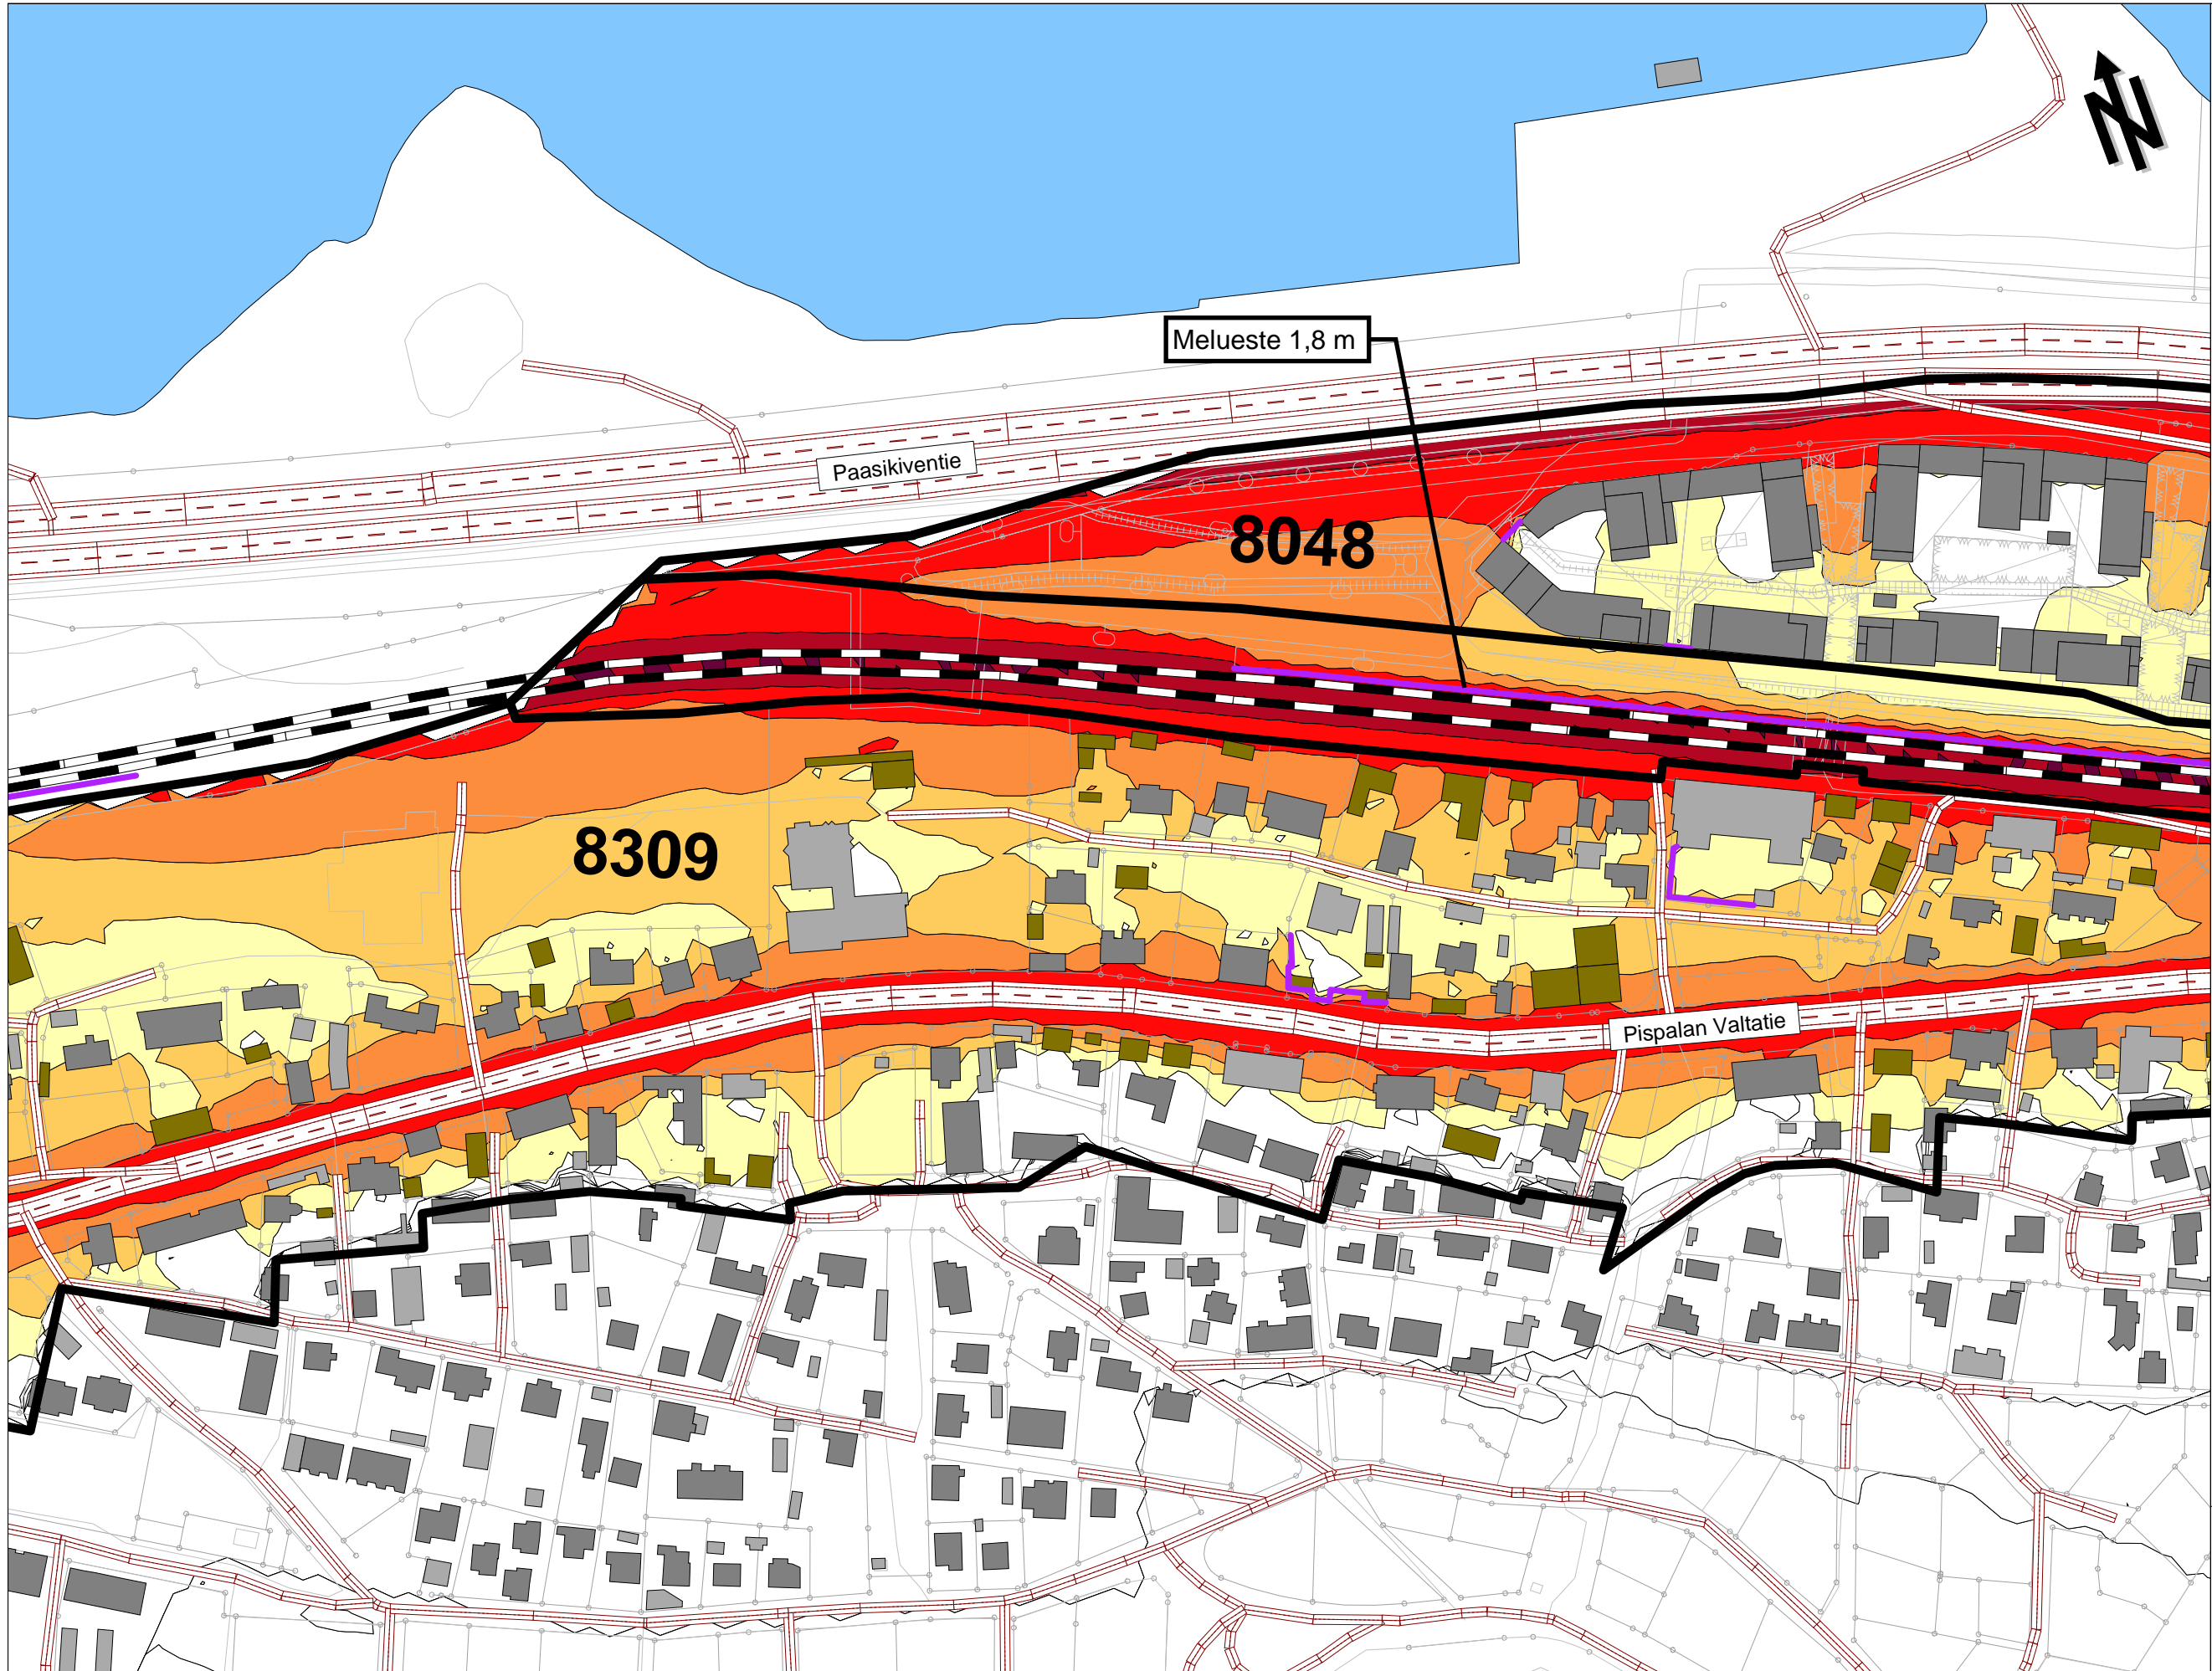 Melueste 1,8 m
Paasikiventie
8048
8309
Pispalan Valtatie
N